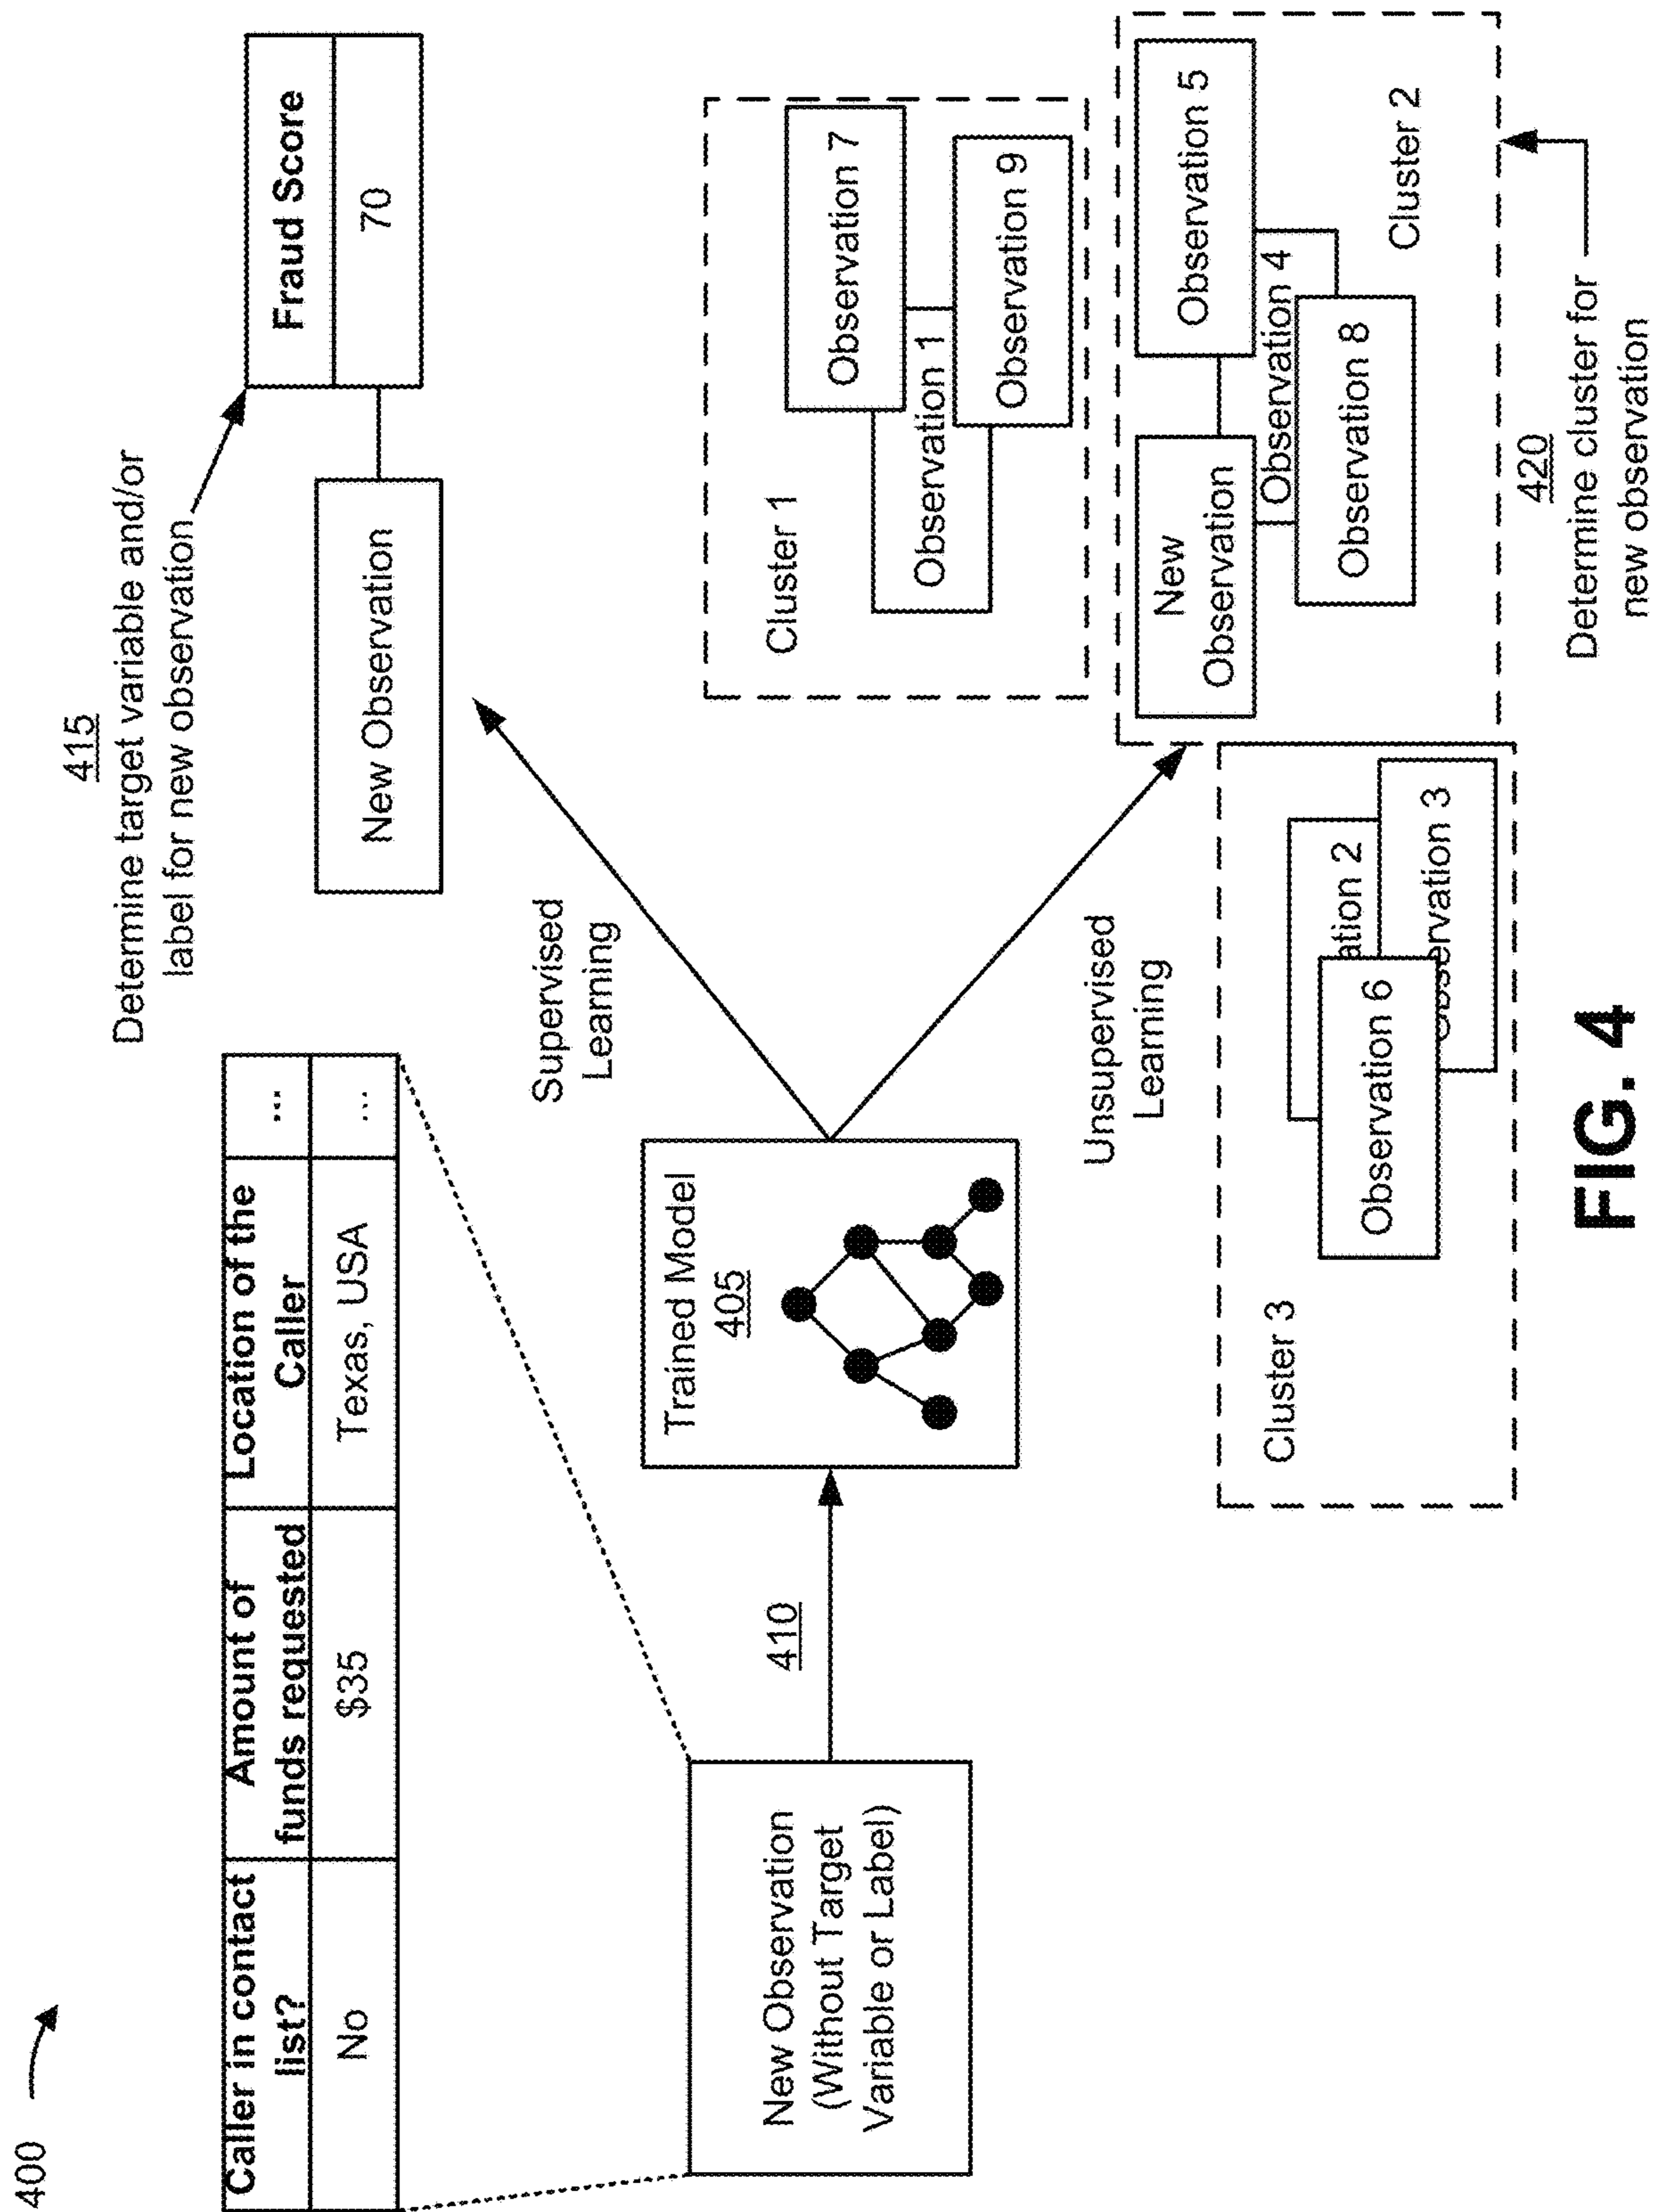 400
Caller in contact
list?
Amount of
funds requested
Location of the
Caller
...
No
$35
Texas, USA
...
New Observation
(Without Target
Variable or Label)
410
Trained Model
405
Supervised
Learning
Unsupervised
Learning
415
Determine target variable and/or
label for new observation
New Observation
Fraud Score
70
Cluster 1
Observation 7
Observation 1
Observation 9
New
Observation
Observation 5
Observation 4
Observation 8
Cluster 2
Cluster 3
ation 2
Observation 6
servation 3
420
Determine cluster for
new observation
FIG. 4